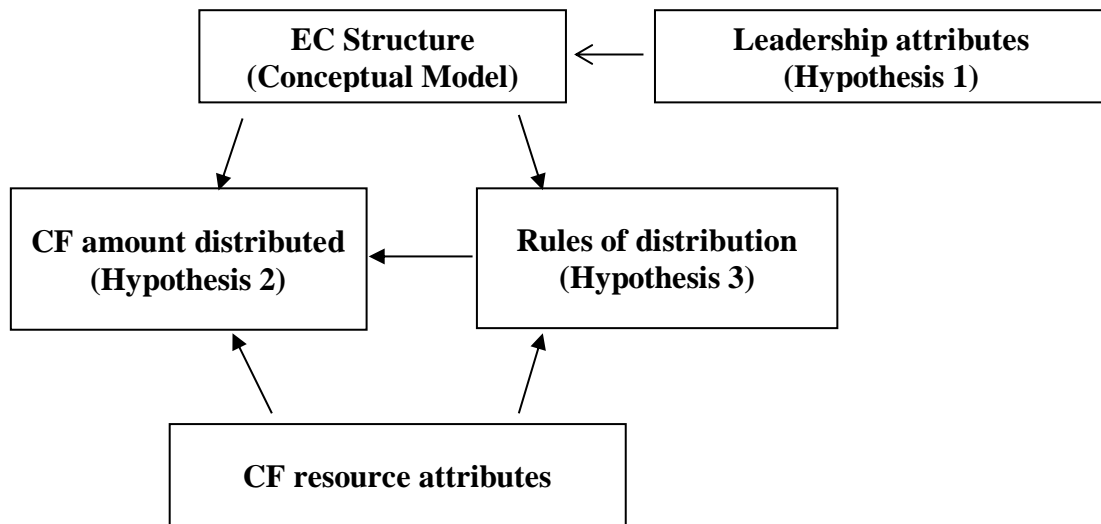 EC Structure
(Conceptual Model)
Leadership attributes
(Hypothesis 1)
CF amount distributed
(Hypothesis 2)
Rules of distribution
(Hypothesis 3)
CF resource attributes